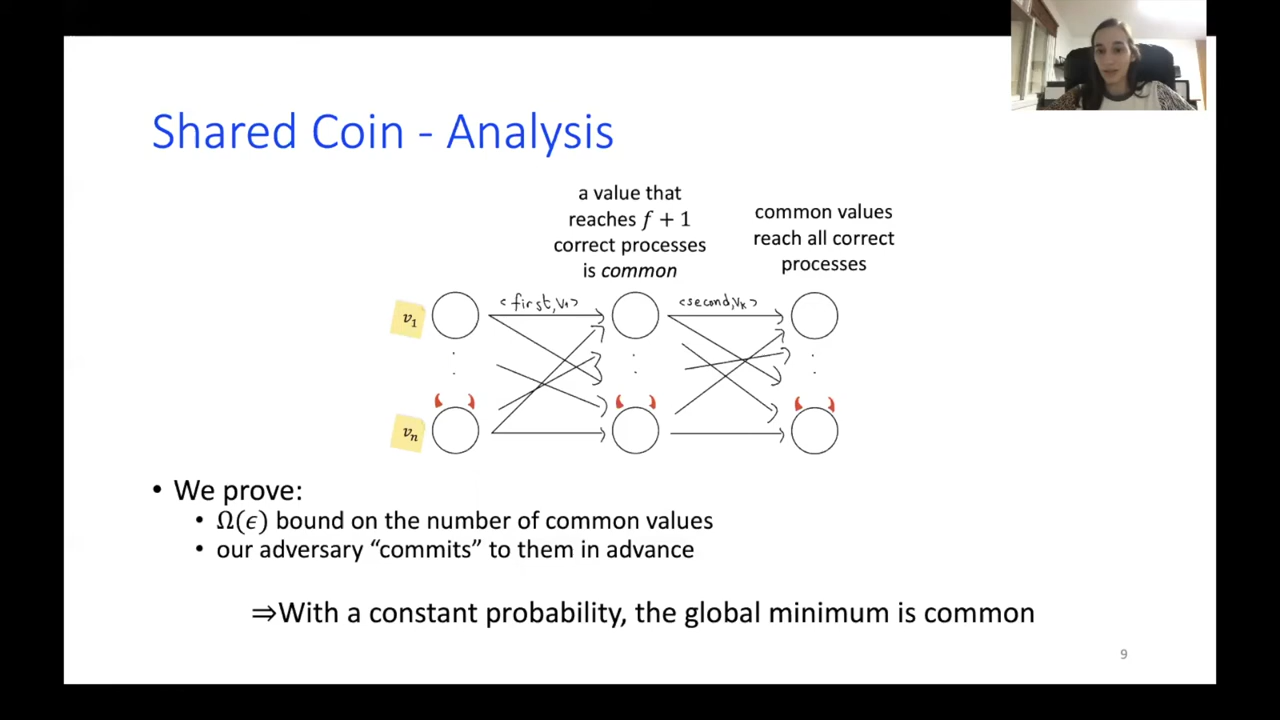 Shared Coin - Analysis
a value that
reaches f + 1
correct processes
is common
common values
reach all correct
processes
<first,v₁>
<second,vₖ>
v₁
vₙ
• We prove:
• Ω(ϵ) bound on the number of common values
• our adversary “commits” to them in advance
⇒With a constant probability, the global minimum is common
9